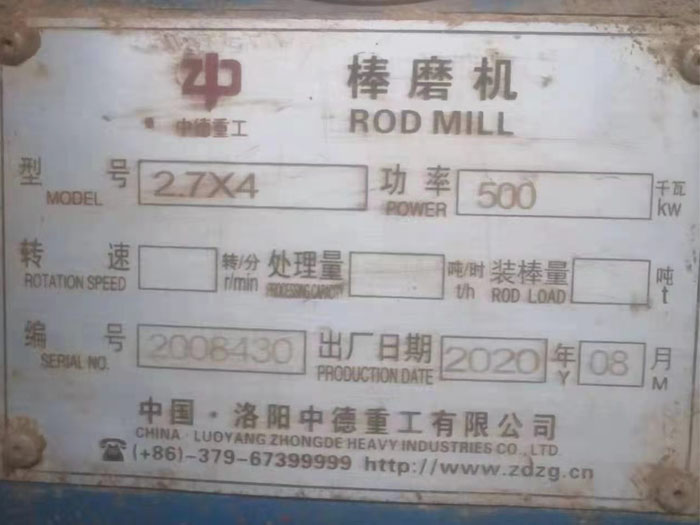 棒磨机
中德重工
ROD MILL
型号 2.7X4 功率 500 千瓦
MODEL POWER kW
转速 转/分 处理量 吨/时 装棒量 吨
ROTATION SPEED r/min PROCESSING CAPACITY t/h ROD LOAD t
编号 2008430 出厂日期 2020 年 08 月
SERIAL NO. PRODUCTION DATE Y M
中国·洛阳中德重工有限公司
CHINA·LUOYANG ZHONGDE HEAVY INDUSTRIES CO.,LTD.
(+86)-379-67399999 http://www.zdzg.cn